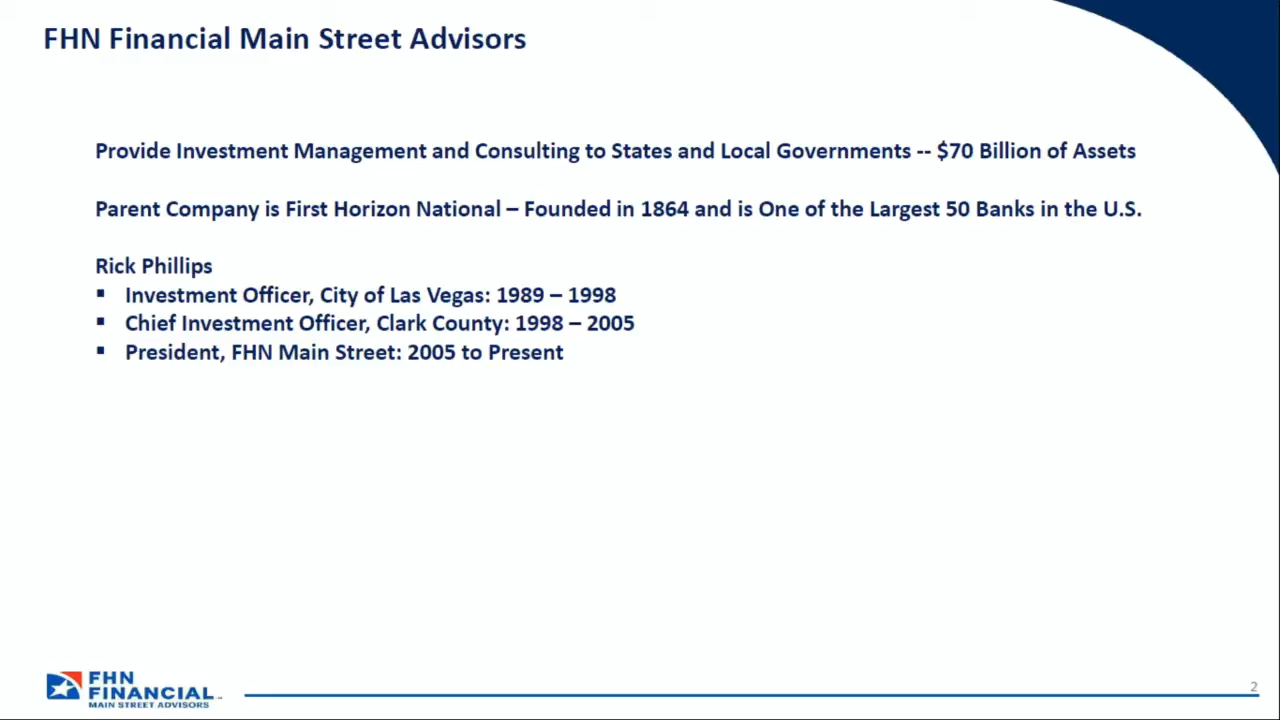 FHN Financial Main Street Advisors
Provide Investment Management and Consulting to States and Local Governments -- $70 Billion of Assets
Parent Company is First Horizon National – Founded in 1864 and is One of the Largest 50 Banks in the U.S.
Rick Phillips
▪ Investment Officer, City of Las Vegas: 1989 – 1998
▪ Chief Investment Officer, Clark County: 1998 – 2005
▪ President, FHN Main Street: 2005 to Present
FHN
FINANCIAL
MAIN STREET ADVISORS
2